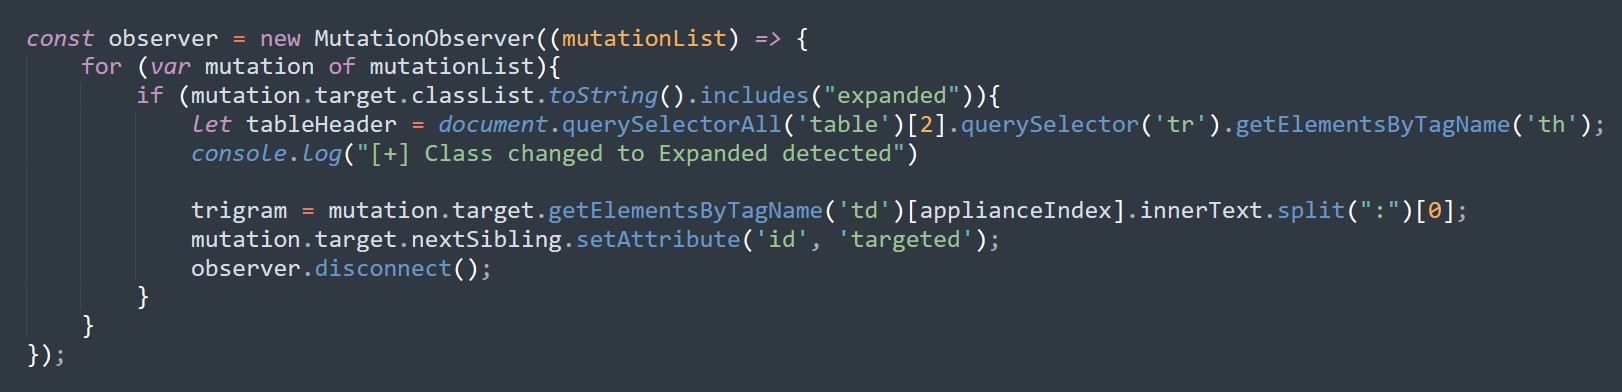 const observer = new MutationObserver((mutationList) => {
for (var mutation of mutationList){
if (mutation.target.classList.toString().includes("expanded")){
let tableHeader = document.querySelectorAll('table')[2].querySelector('tr').getElementsByTagName('th');
console.log("[+] Class changed to Expanded detected")
trigram = mutation.target.getElementsByTagName('td')[applianceIndex].innerText.split(":")[0];
mutation.target.nextSibling.setAttribute('id', 'targeted');
observer.disconnect();
}
}
});